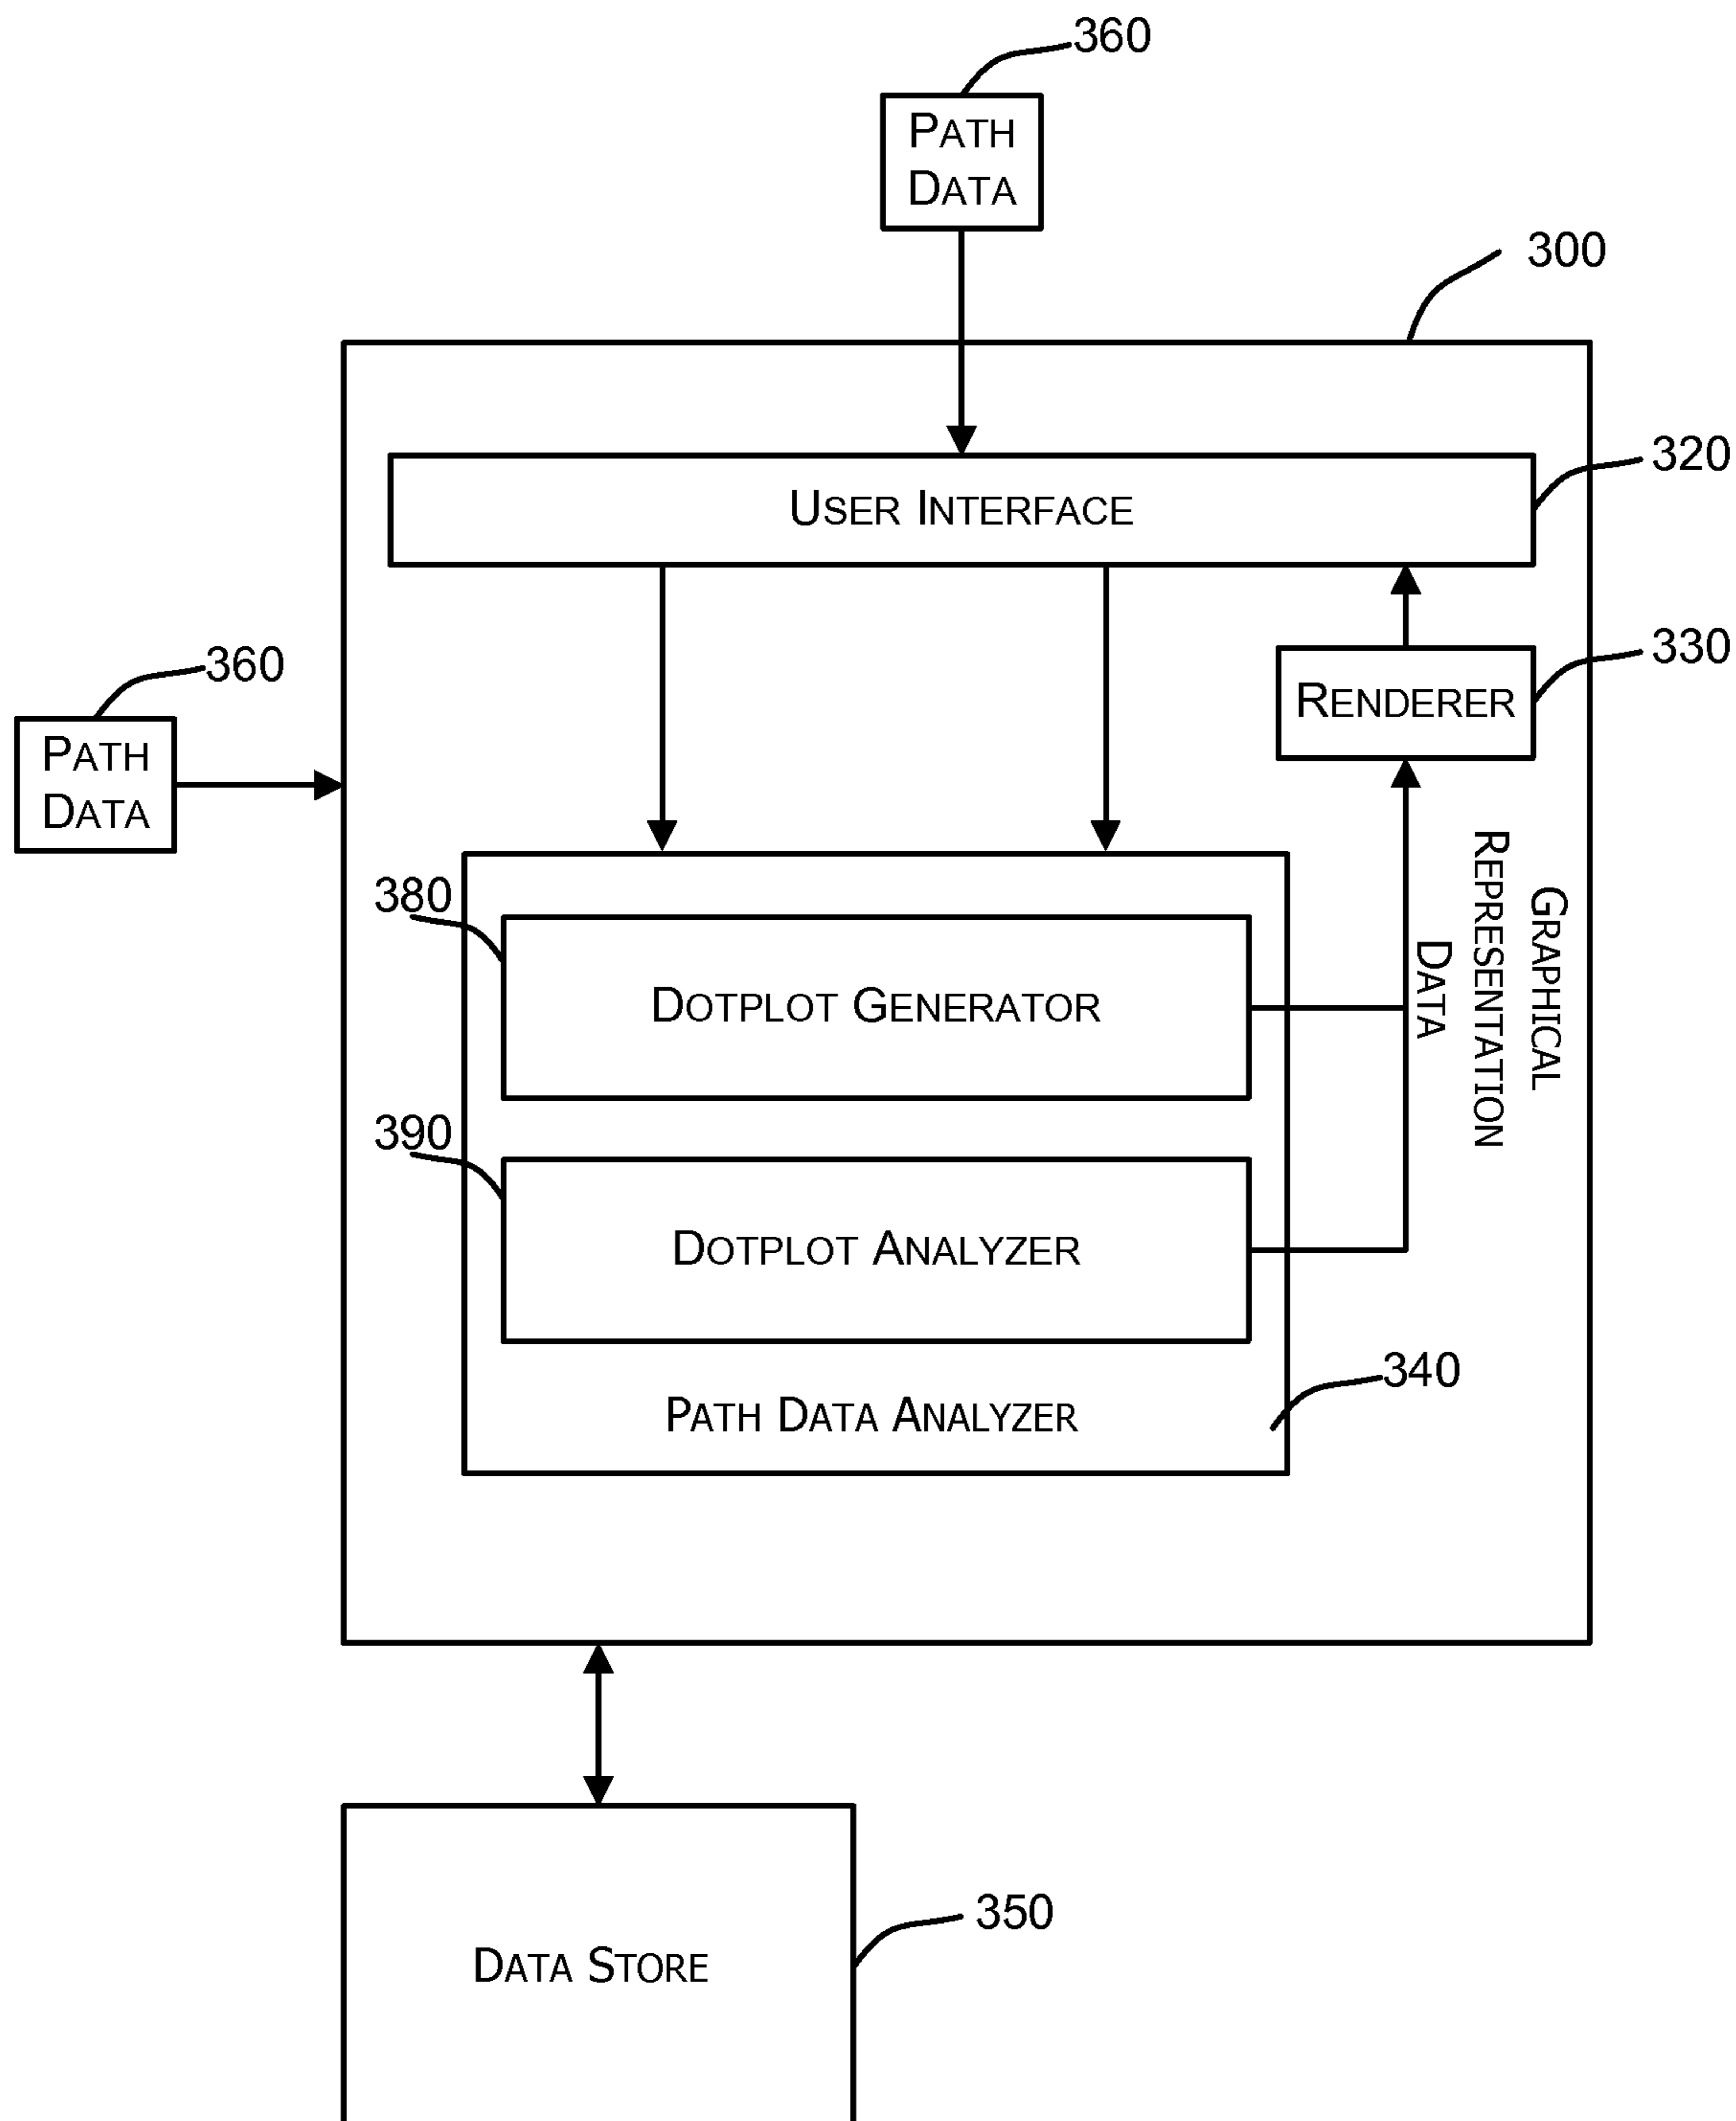 360
PATH
DATA
300
320
USER INTERFACE
360
330
RENDERER
PATH
DATA
GRAPHICAL
REPRESENTATION
DATA
380
DOTPLOT GENERATOR
390
DOTPLOT ANALYZER
340
PATH DATA ANALYZER
350
DATA STORE